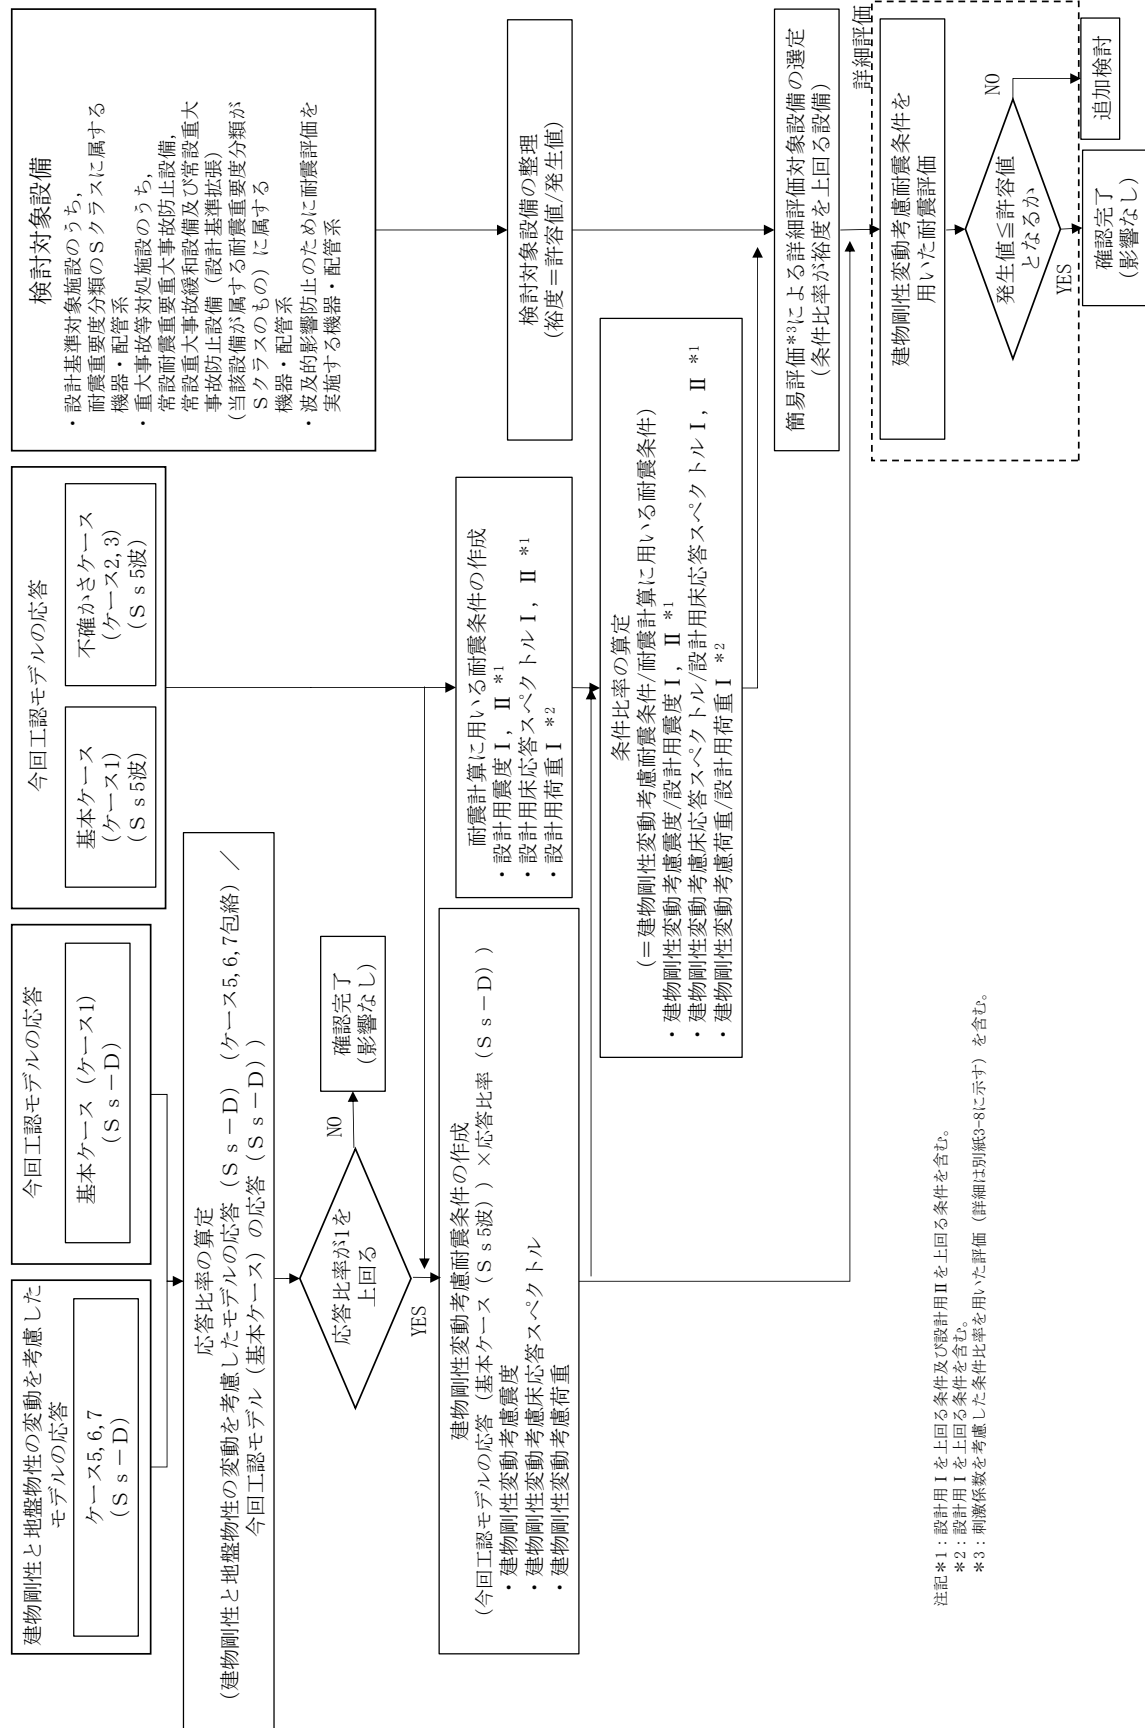 建物剛性と地盤物性の変動を考慮した
モデルの応答
ケース5,6,7
(Ｓｓ－Ｄ)
今回工認モデルの応答
基本ケース（ケース1）
(Ｓｓ－Ｄ)
今回工認モデルの応答
基本ケース
(ケース1)
(Ｓｓ5波)
不確かさケース
(ケース2,3)
(Ｓｓ5波)
検討対象設備
・設計基準対象施設のうち，
耐震重要度分類のＳクラスに属する
機器・配管系
・重大事故等対処施設のうち，
常設耐震重要重大事故防止設備，
常設重大事故緩和設備及び常設重大
事故防止設備（設計基準拡張）
(当該設備が属する耐震重要度分類が
Ｓクラスのもの）に属する
機器・配管系
・波及的影響防止のために耐震評価を
実施する機器・配管系
応答比率の算定
(建物剛性と地盤物性の変動を考慮したモデルの応答（Ｓｓ－Ｄ）（ケース5,6,7包絡）／
今回工認モデル（基本ケース）の応答（Ｓｓ－Ｄ））
応答比率が1を
上回る
NO
確認完了
(影響なし)
YES
建物剛性変動考慮耐震条件の作成
(今回工認モデルの応答（基本ケース（Ｓｓ5波））×応答比率（Ｓｓ－Ｄ））
・建物剛性変動考慮震度
・建物剛性変動考慮床応答スペクトル
・建物剛性変動考慮荷重
耐震計算に用いる耐震条件の作成
・設計用震度Ⅰ，Ⅱ *1
・設計用床応答スペクトルⅠ，Ⅱ *1
・設計用荷重Ⅰ *2
検討対象設備の整理
(裕度＝許容値/発生値)
条件比率の算定
(＝建物剛性変動考慮耐震条件/耐震計算に用いる耐震条件)
・建物剛性変動考慮震度/設計用震度Ⅰ，Ⅱ *1
・建物剛性変動考慮床応答スペクトル/設計用床応答スペクトルⅠ，Ⅱ *1
・建物剛性変動考慮荷重/設計用荷重Ⅰ *2
簡易評価*3による詳細評価対象設備の選定
(条件比率が裕度を上回る設備)
詳細評価
建物剛性変動考慮耐震条件を
用いた耐震評価
発生値≦許容値
となるか
NO
追加検討
YES
確認完了
(影響なし)
注記*1：設計用Ⅰを上回る条件及び設計用Ⅱを上回る条件を含む。
*2：設計用Ⅰを上回る条件を含む。
*3：刺激係数を考慮した条件比率を用いた評価（詳細は別紙3-8に示す）を含む。